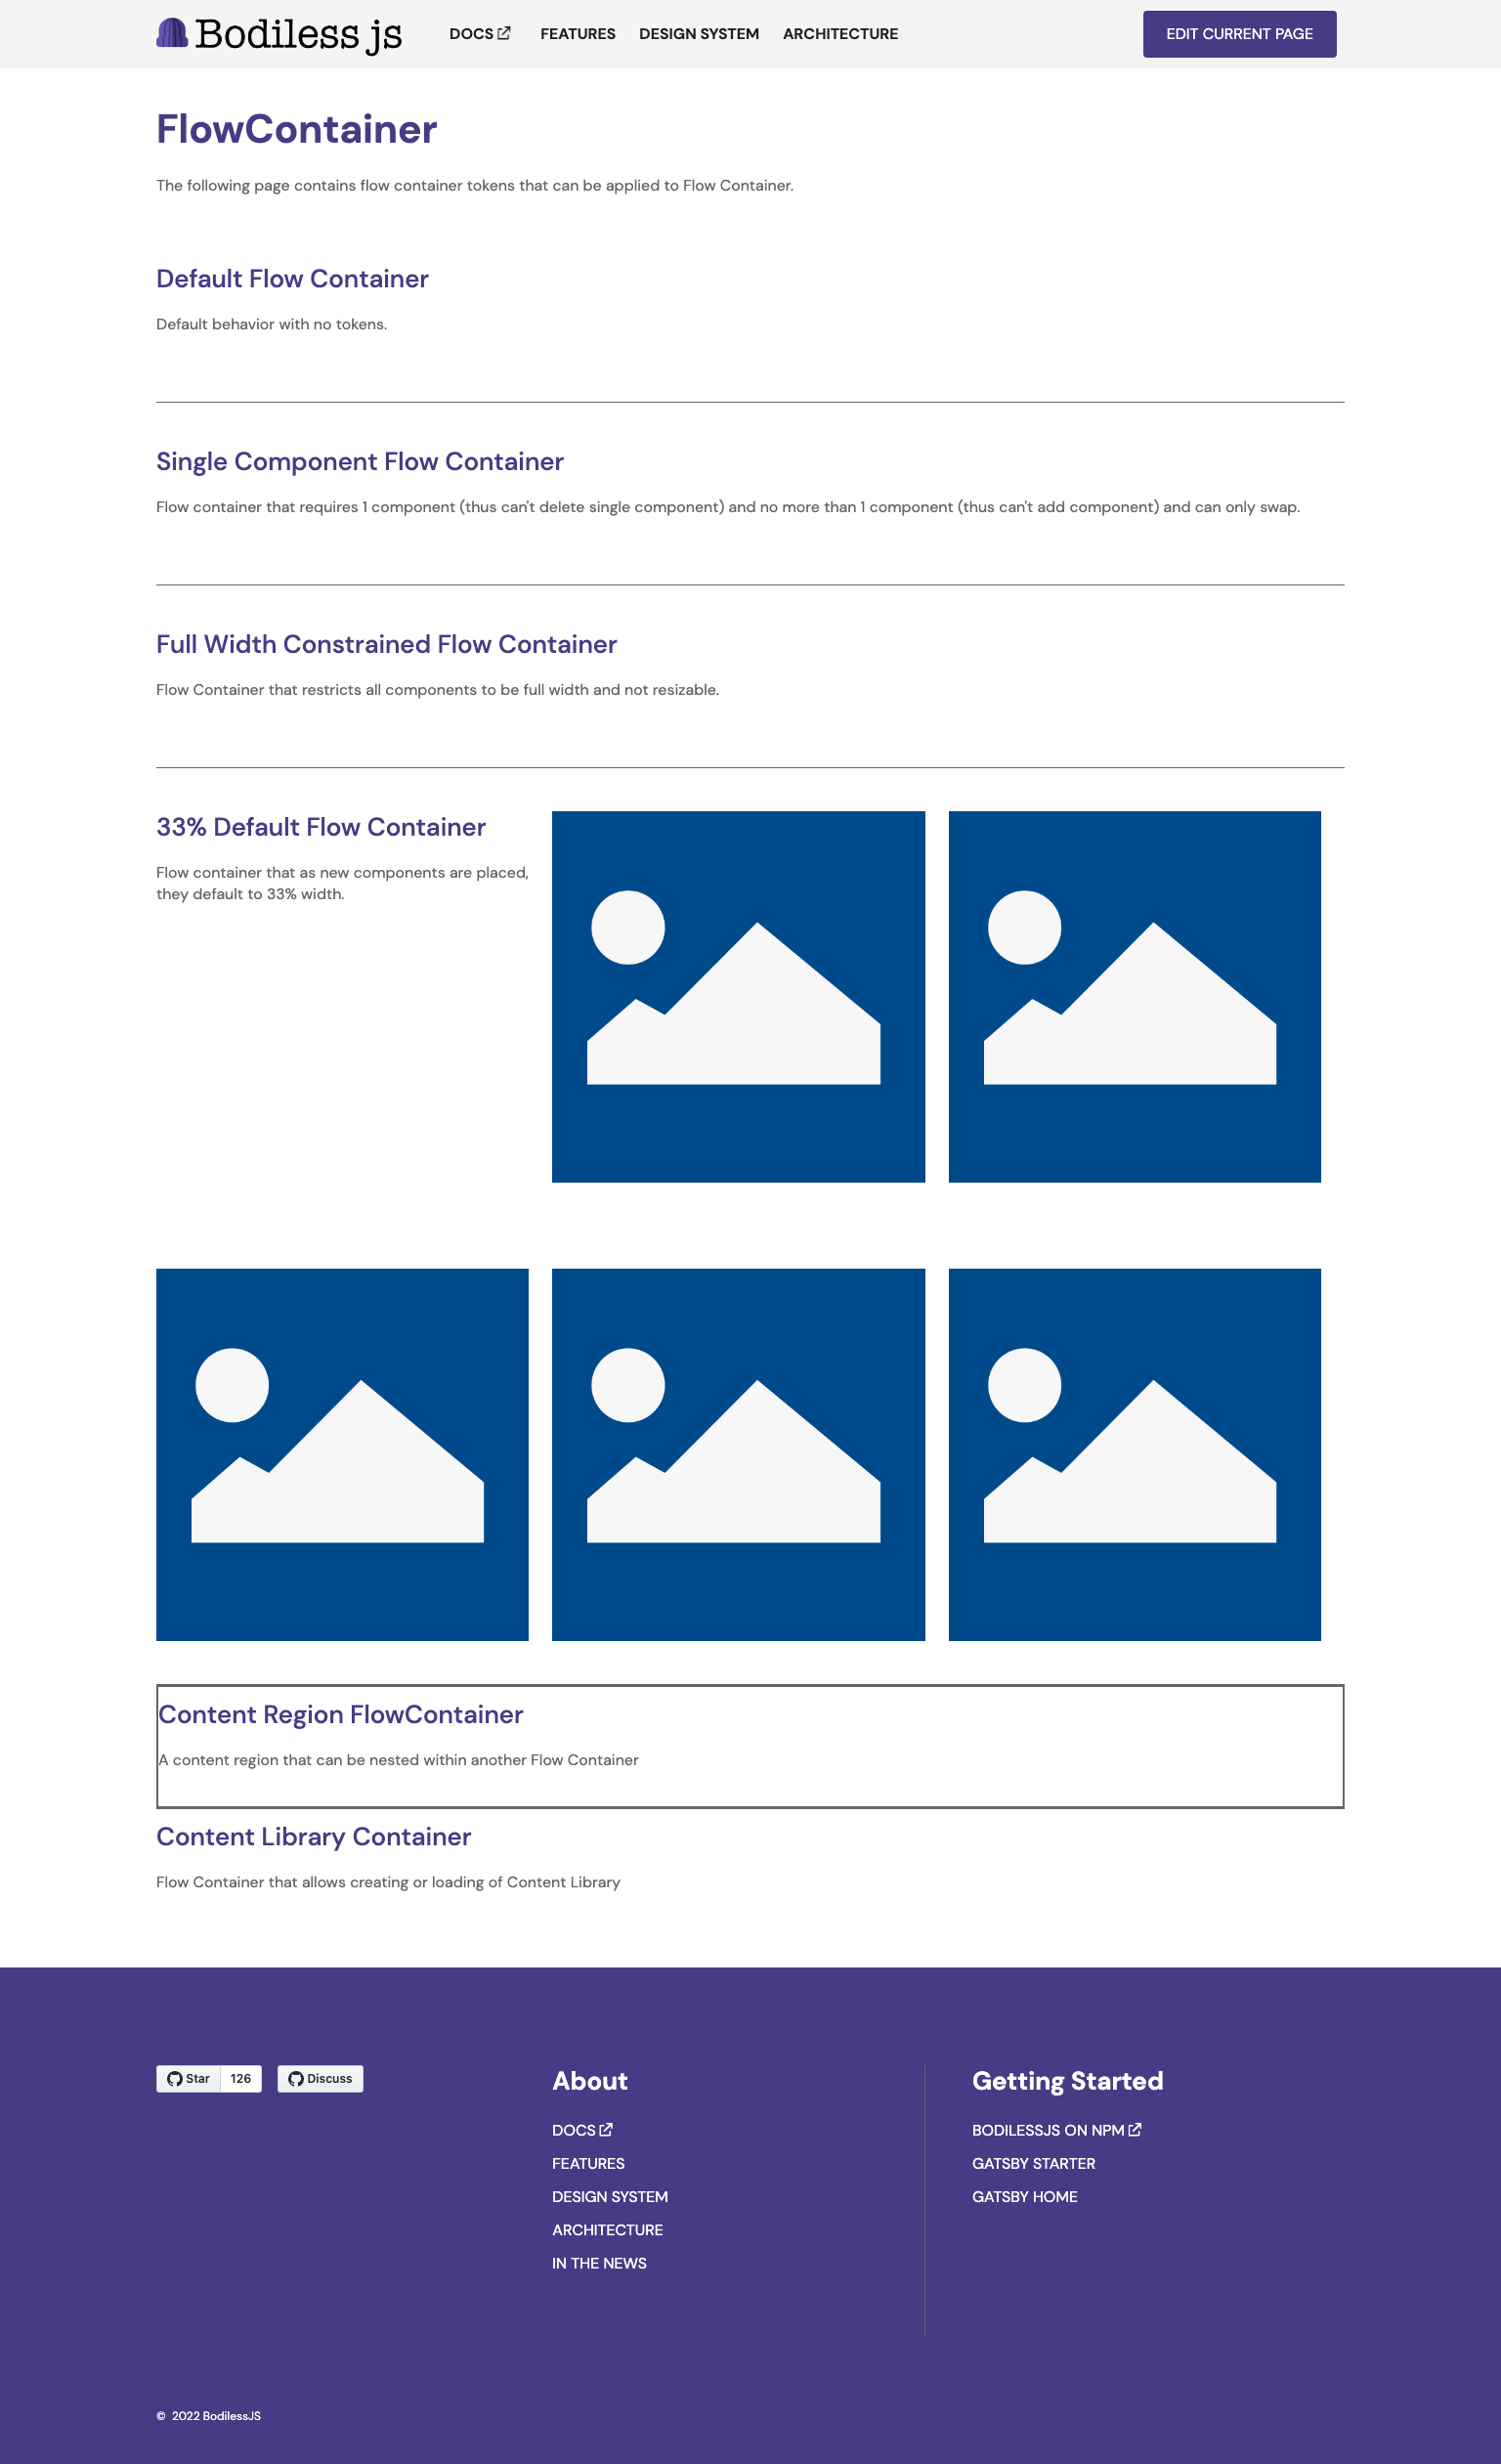 Bodiless js
DOCS
FEATURES
DESIGN SYSTEM
ARCHITECTURE
EDIT CURRENT PAGE
FlowContainer
The following page contains flow container tokens that can be applied to Flow Container.
Default Flow Container
Default behavior with no tokens.
Single Component Flow Container
Flow container that requires 1 component (thus can't delete single component) and no more than 1 component (thus can't add component) and can only swap.
Full Width Constrained Flow Container
Flow Container that restricts all components to be full width and not resizable.
33% Default Flow Container
Flow container that as new components are placed,
they default to 33% width.
Content Region FlowContainer
A content region that can be nested within another Flow Container
Content Library Container
Flow Container that allows creating or loading of Content Library
Star
126
Discuss
About
DOCS
FEATURES
DESIGN SYSTEM
ARCHITECTURE
IN THE NEWS
Getting Started
BODILESSJS ON NPM
GATSBY STARTER
GATSBY HOME
© 2022 BodilessJS